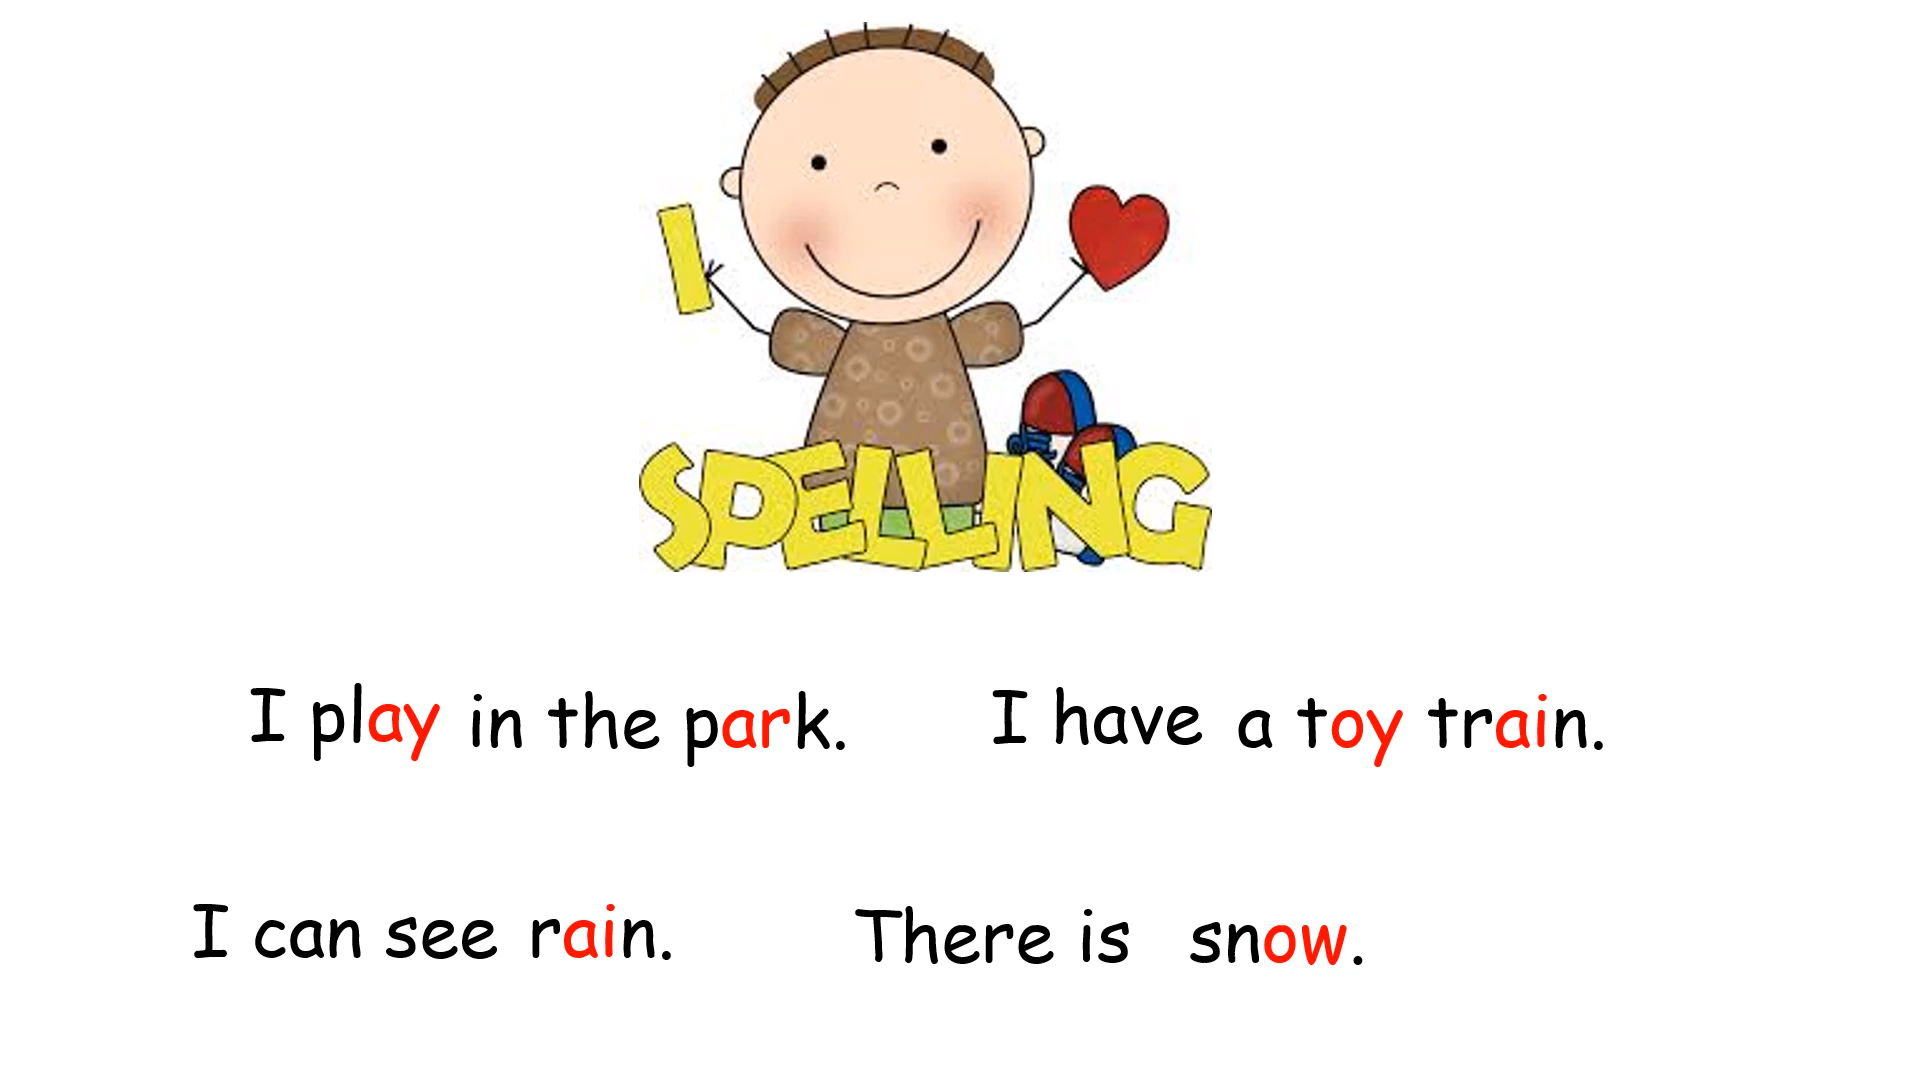 I
SPELLING
I play in the park.
I have a toy train.
I can see rain.
There is snow.